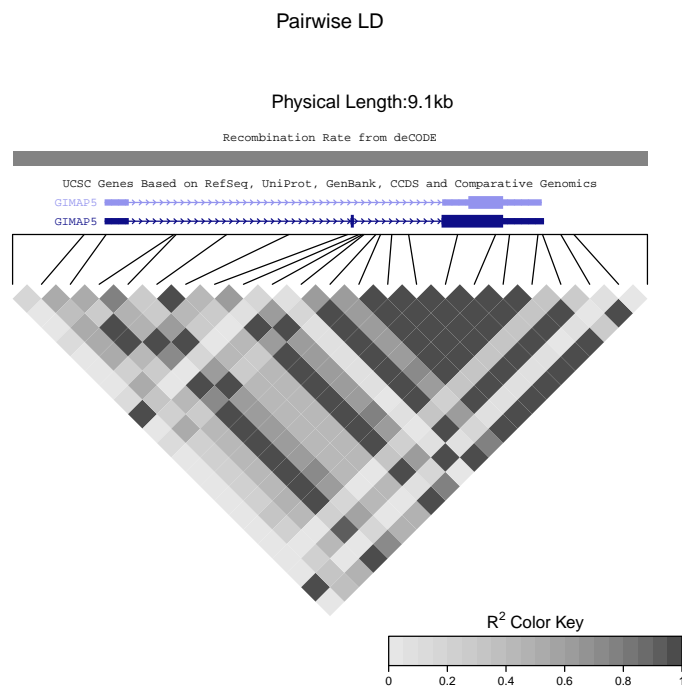 Pairwise LD
Physical Length:9.1kb
Recombination Rate from deCODE
UCSC Genes Based on RefSeq, UniProt, GenBank, CCDS and Comparative Genomics
GIMAP5
GIMAP5
R² Color Key
0 0.2 0.4 0.6 0.8 1